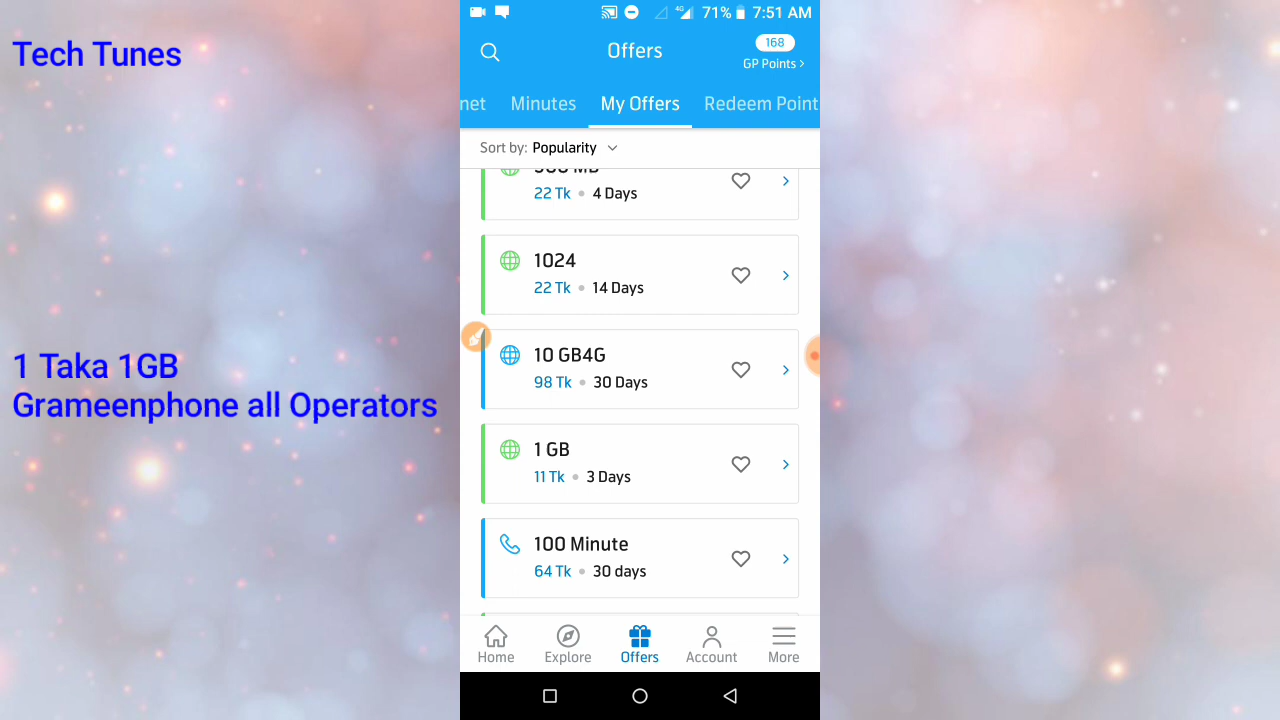 Tech Tunes
1 Taka 1GB
Grameenphone all Operators
4G 71% 7:51 AM
Offers
168
GP Points
net Minutes My Offers Redeem Point
Sort by: Popularity
22 Tk • 4 Days
1024
22 Tk • 14 Days
10 GB4G
98 Tk • 30 Days
1 GB
11 Tk • 3 Days
100 Minute
64 Tk • 30 days
Home Explore Offers Account More